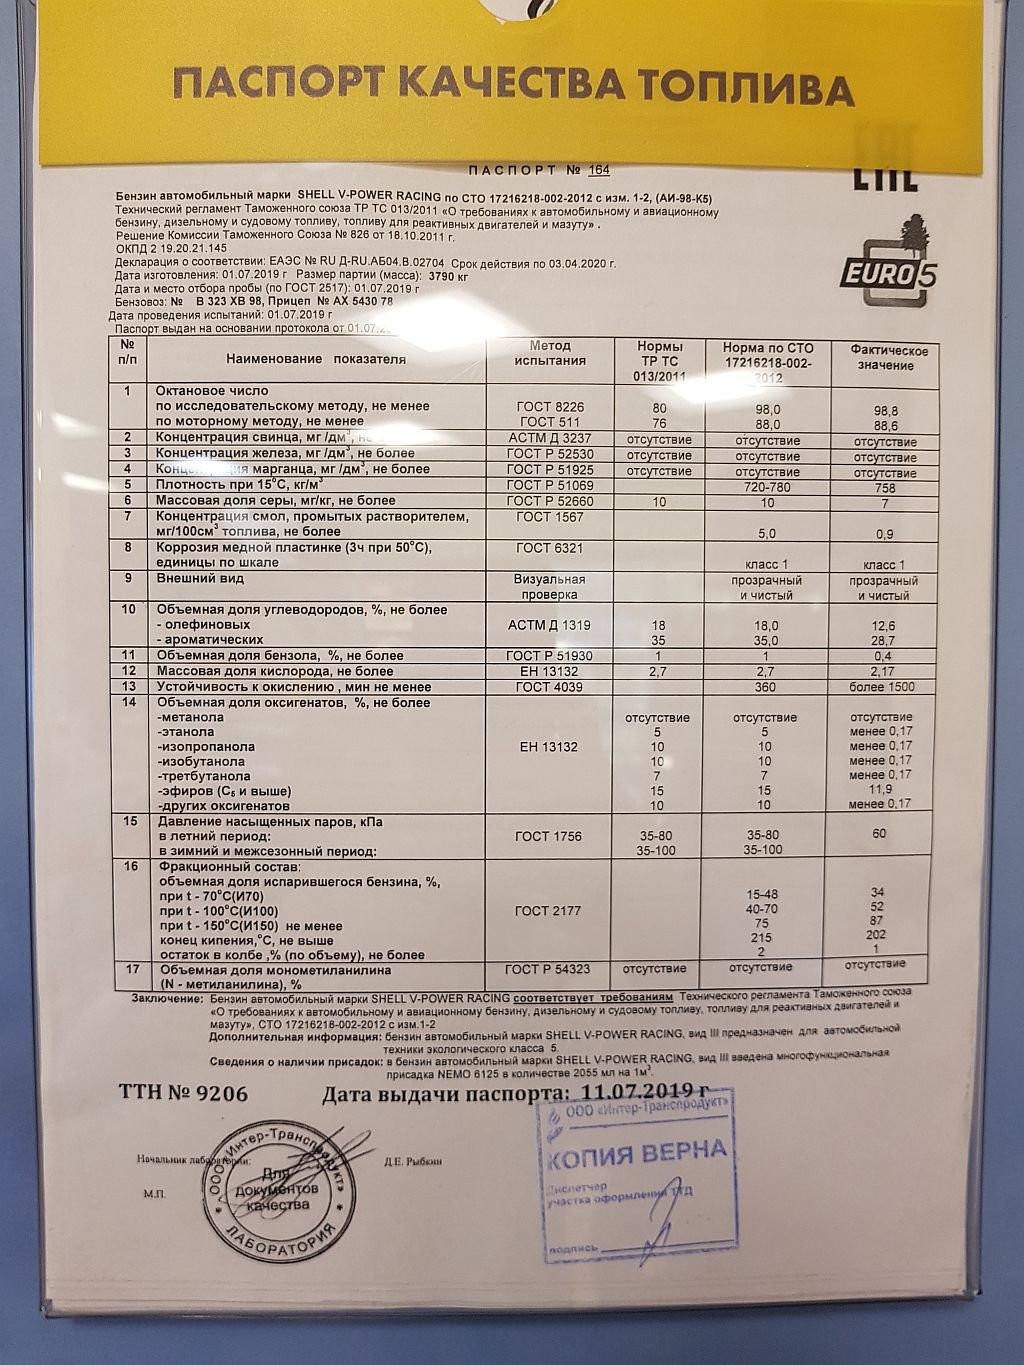 ПАСПОРТ КАЧЕСТВА ТОПЛИВА
ПАСПОРТ № 164
EAC
Бензин автомобильный марки SHELL V-POWER RACING по СТО 17216218-002-2012 с изм. 1-2, (АИ-98-К5)
Технический регламент Таможенного союза ТР ТС 013/2011 «О требованиях к автомобильному и авиационному
бензину, дизельному и судовому топливу, топливу для реактивных двигателей и мазуту» .
Решение Комиссии Таможенного Союза № 826 от 18.10.2011 г.
ОКПД 2 19.20.21.145
Декларация о соответствии: ЕАЭС № RU Д-RU.АБ04.В.02704 Срок действия по 03.04.2020 г.
Дата изготовления: 01.07.2019 г Размер партии (масса): 3790 кг
Дата и место отбора пробы (по ГОСТ 2517): 01.07.2019 г
Бензовоз: № В 323 ХВ 98, Прицеп № АХ 5430 78
Дата проведения испытаний: 01.07.2019 г
Паспорт выдан на основании протокола от 01.07.2
EURO 5
№ п/п Наименование показателя Метод испытания Нормы ТР ТС 013/2011 Норма по СТО 17216218-002-2012 Фактическое значение
1 Октановое число
по исследовательскому методу, не менее ГОСТ 8226 80 98,0 98,8
по моторному методу, не менее ГОСТ 511 76 88,0 88,6
2 Концентрация свинца, мг /дм³, не АСТМ Д 3237 отсутствие отсутствие отсутствие
3 Концентрация железа, мг /дм³, не более ГОСТ Р 52530 отсутствие отсутствие отсутствие
4 Концентрация марганца, мг /дм³, не более ГОСТ Р 51925 отсутствие отсутствие отсутствие
5 Плотность при 15°С, кг/м³ ГОСТ Р 51069 720-780 758
6 Массовая доля серы, мг/кг, не более ГОСТ Р 52660 10 10 7
7 Концентрация смол, промытых растворителем, ГОСТ 1567
мг/100см³ топлива, не более 5,0 0,9
8 Коррозия медной пластинке (3ч при 50°С), ГОСТ 6321
единицы по шкале класс 1 класс 1
9 Внешний вид Визуальная прозрачный прозрачный
проверка и чистый и чистый
10 Объемная доля углеводородов, %, не более
- олефиновых АСТМ Д 1319 18 18,0 12,6
- ароматических 35 35,0 28,7
11 Объемная доля бензола, %, не более ГОСТ Р 51930 1 1 0,4
12 Массовая доля кислорода, не более ЕН 13132 2,7 2,7 2,17
13 Устойчивость к окислению , мин не менее ГОСТ 4039 360 более 1500
14 Объемная доля оксигенатов, %, не более
-метанола отсутствие отсутствие отсутствие
-этанола 5 5 менее 0,17
-изопропанола ЕН 13132 10 10 менее 0,17
-изобутанола 10 10 менее 0,17
-третбутанола 7 7 менее 0,17
-эфиров (С₅ и выше) 15 15 11,9
-других оксигенатов 10 10 менее 0,17
15 Давление насыщенных паров, кПа
в летний период: ГОСТ 1756 35-80 35-80 60
в зимний и межсезонный период: 35-100 35-100
16 Фракционный состав:
объемная доля испарившегося бензина, %,
при t - 70°С(И70) 15-48 34
при t - 100°С(И100) ГОСТ 2177 40-70 52
при t - 150°С(И150) не менее 75 87
конец кипения,°С, не выше 215 202
остаток в колбе ,% (по объему), не более 2 1
17 Объемная доля монометиланилина ГОСТ Р 54323 отсутствие отсутствие отсутствие
(N - метиланилина), %
Заключение: Бензин автомобильный марки SHELL V-POWER RACING соответствует требованиям Технического регламента Таможенного союза
«О требованиях к автомобильному и авиационному бензину, дизельному и судовому топливу, топливу для реактивных двигателей и
мазуту», СТО 17216218-002-2012 с изм.1-2
Дополнительная информация: бензин автомобильный марки SHELL V-POWER RACING, вид III предназначен для автомобильной
техники экологического класса 5.
Сведения о наличии присадок: в бензин автомобильный марки SHELL V-POWER RACING, вид III введена многофункциональная
присадка NEMO 6125 в количестве 2055 мл на 1м³.
ТТН № 9206 Дата выдачи паспорта: 11.07.2019 г
Начальник лаборатории: Д.Е. Рыбкин
М.П.
ООО «Интер-Транспродукт»
Для
документов
качества
ЛАБОРАТОРИЯ
ООО «Интер-Транспродукт»
КОПИЯ ВЕРНА
Диспетчер
участка оформления ТТД
подпись